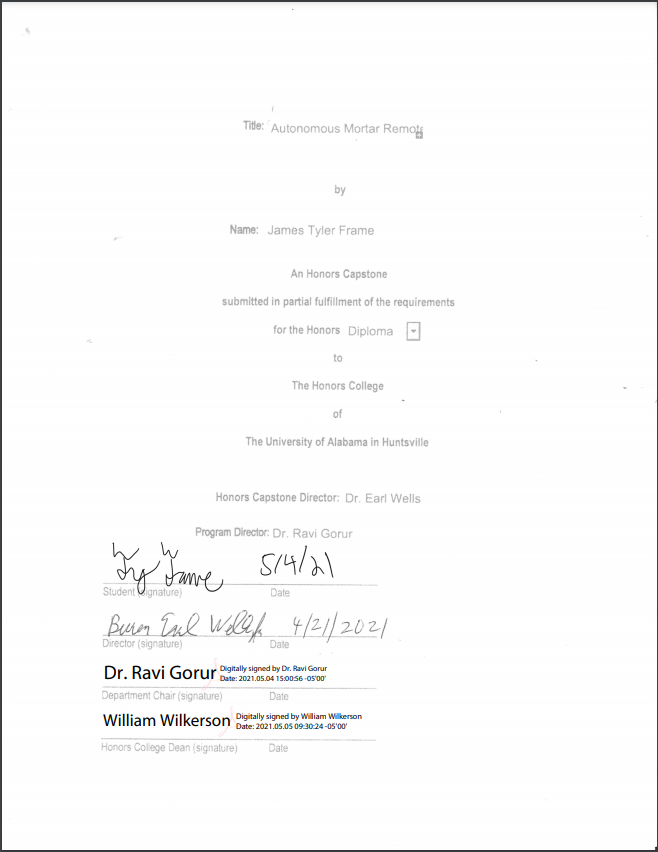 Title: Autonomous Mortar Remote
by
Name: James Tyler Frame
An Honors Capstone
submitted in partial fulfillment of the requirements
for the Honors Diploma
to
The Honors College
of
The University of Alabama in Huntsville
Honors Capstone Director: Dr. Earl Wells
Program Director: Dr. Ravi Gorur
Frame 5/4/21
Student (signature) Date
Earl Wells 4/21/2021
Director (signature) Date
Dr. Ravi Gorur Digitally signed by Dr. Ravi Gorur
Date: 2021.05.04 15:00:56 -05'00'
Department Chair (signature) Date
William Wilkerson Digitally signed by William Wilkerson
Date: 2021.05.05 09:30:24 -05'00'
Honors College Dean (signature) Date